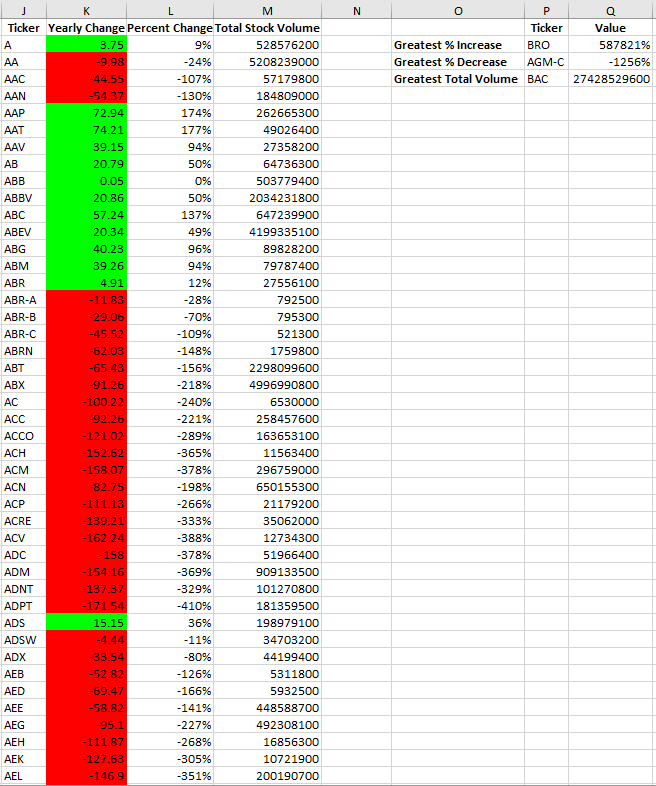 J K L M N O P Q
Ticker Yearly Change Percent Change Total Stock Volume Ticker Value
A 3.75 9% 528576200 Greatest % Increase BRO 587821%
AA -9.98 -24% 5208239000 Greatest % Decrease AGM-C -1256%
AAC -44.55 -107% 57179800 Greatest Total Volume BAC 27428529600
AAN -54.37 -130% 184809000
AAP 72.94 174% 262665300
AAT 74.21 177% 49026400
AAV 39.15 94% 27358200
AB 20.79 50% 64736300
ABB 0.05 0% 503779400
ABBV 20.86 50% 2034231800
ABC 57.24 137% 647239900
ABEV 20.34 49% 4199335100
ABG 40.23 96% 89828200
ABM 39.26 94% 79787400
ABR 4.91 12% 27556100
ABR-A -11.83 -28% 792500
ABR-B -29.06 -70% 795300
ABR-C -45.52 -109% 521300
ABRN -62.03 -148% 1759800
ABT -65.43 -156% 2298099600
ABX -91.26 -218% 4996990800
AC -100.22 -240% 6530000
ACC -92.26 -221% 258457600
ACCO -121.02 -289% 163653100
ACH -152.62 -365% 11563400
ACM -158.07 -378% 296759000
ACN -82.75 -198% 650155300
ACP -111.13 -266% 21179200
ACRE -139.21 -333% 35062000
ACV -162.24 -388% 12734300
ADC -158 -378% 51966400
ADM -154.16 -369% 909133500
ADNT -137.37 -329% 101270800
ADPT -171.54 -410% 181359500
ADS 15.15 36% 198979100
ADSW -4.44 -11% 34703200
ADX -33.54 -80% 44199400
AEB -52.82 -126% 5311800
AED -69.47 -166% 5932500
AEE -58.82 -141% 448588700
AEG -95.1 -227% 492308100
AEH -111.87 -268% 16856300
AEK -127.63 -305% 10721900
AEL -146.9 -351% 200190700